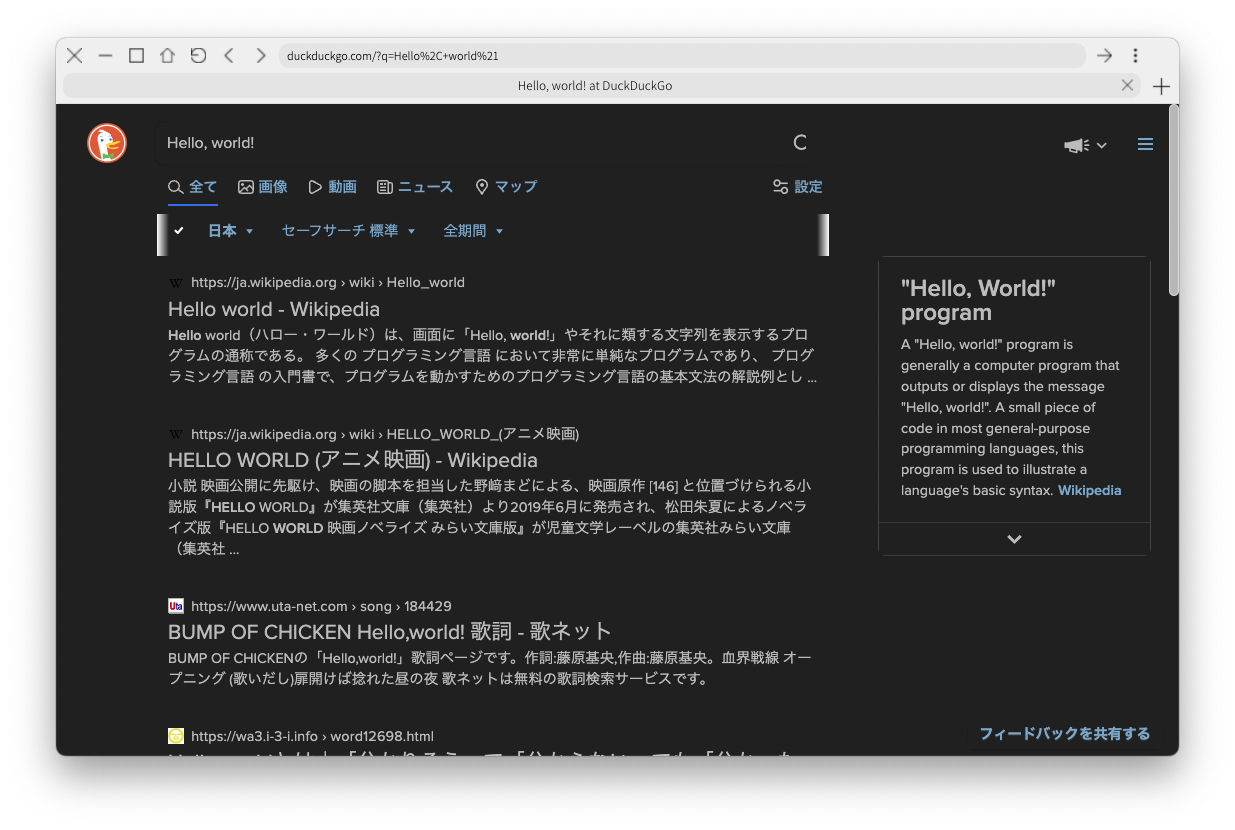 duckduckgo.com/?q=Hello%2C+world%21
Hello, world! at DuckDuckGo
Hello, world!
全て 画像 動画 ニュース マップ 設定
日本 セーフサーチ 標準 全期間
https://ja.wikipedia.org › wiki › Hello_world
Hello world - Wikipedia
Hello world（ハロー・ワールド）は、画面に「Hello, world!」やそれに類する文字列を表示するプロ
グラムの通称である。 多くの プログラミング言語 において非常に単純なプログラムであり、 プログ
ラミング言語 の入門書で、プログラムを動かすためのプログラミング言語の基本文法の解説例とし ...
W https://ja.wikipedia.org › wiki › HELLO_WORLD_(アニメ映画)
HELLO WORLD (アニメ映画) - Wikipedia
小説 映画公開に先駆け、映画の脚本を担当した野﨑まどによる、映画原作 [146] と位置づけられる小
説版『HELLO WORLD』が集英社文庫（集英社）より2019年6月に発売され、松田朱夏によるノベラ
イズ版『HELLO WORLD 映画ノベライズ みらい文庫版』が児童文学レーベルの集英社みらい文庫
（集英社 ...
Uta https://www.uta-net.com › song › 184429
BUMP OF CHICKEN Hello,world! 歌詞 - 歌ネット
BUMP OF CHICKENの「Hello,world!」歌詞ページです。作詞:藤原基央,作曲:藤原基央。血界戦線 オー
プニング (歌いだし)扉開けば捻れた昼の夜 歌ネットは無料の歌詞検索サービスです。
https://wa3.i-3-i.info › word12698.html
"Hello, World!"
program
A "Hello, world!" program is
generally a computer program that
outputs or displays the message
"Hello, world!". A small piece of
code in most general-purpose
programming languages, this
program is used to illustrate a
language's basic syntax. Wikipedia
フィードバックを共有する